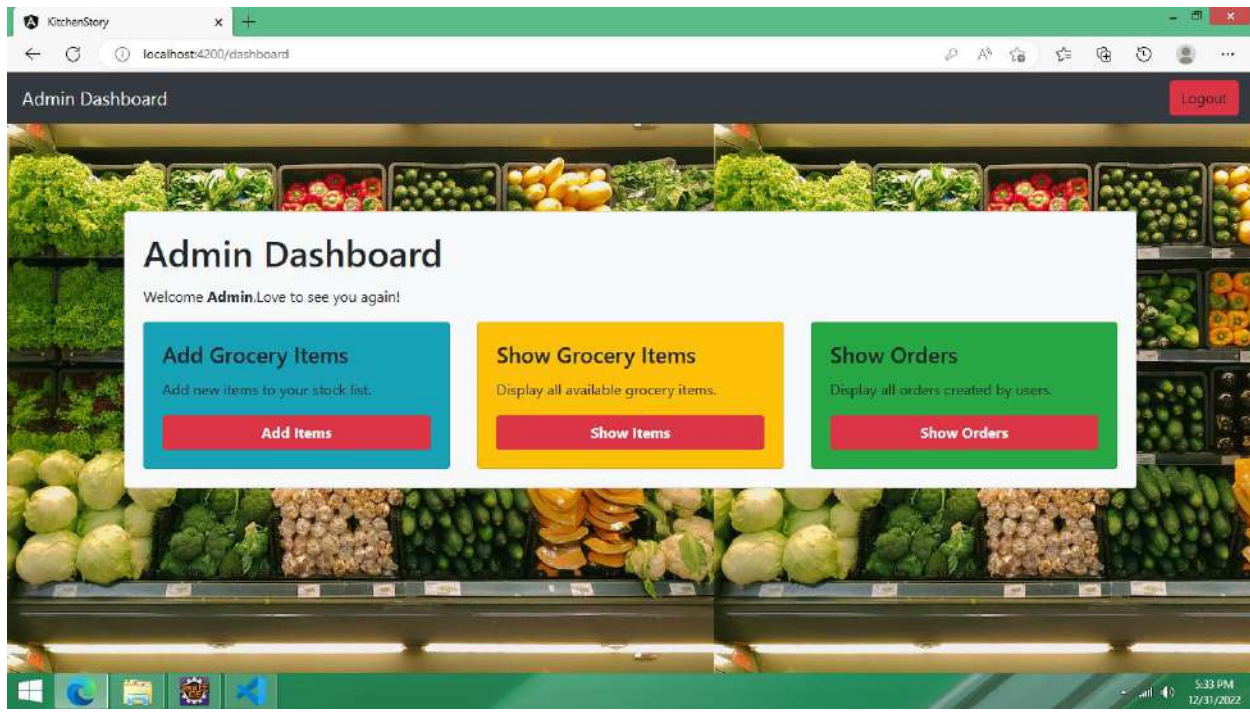 KitchenStory
localhost:4200/dashboard
Admin Dashboard
Logout
Admin Dashboard
Welcome Admin.Love to see you again!
Add Grocery Items
Add new items to your stock list.
Add Items
Show Grocery Items
Display all available grocery items.
Show Items
Show Orders
Display all orders created by users.
Show Orders
5:33 PM
12/31/2022